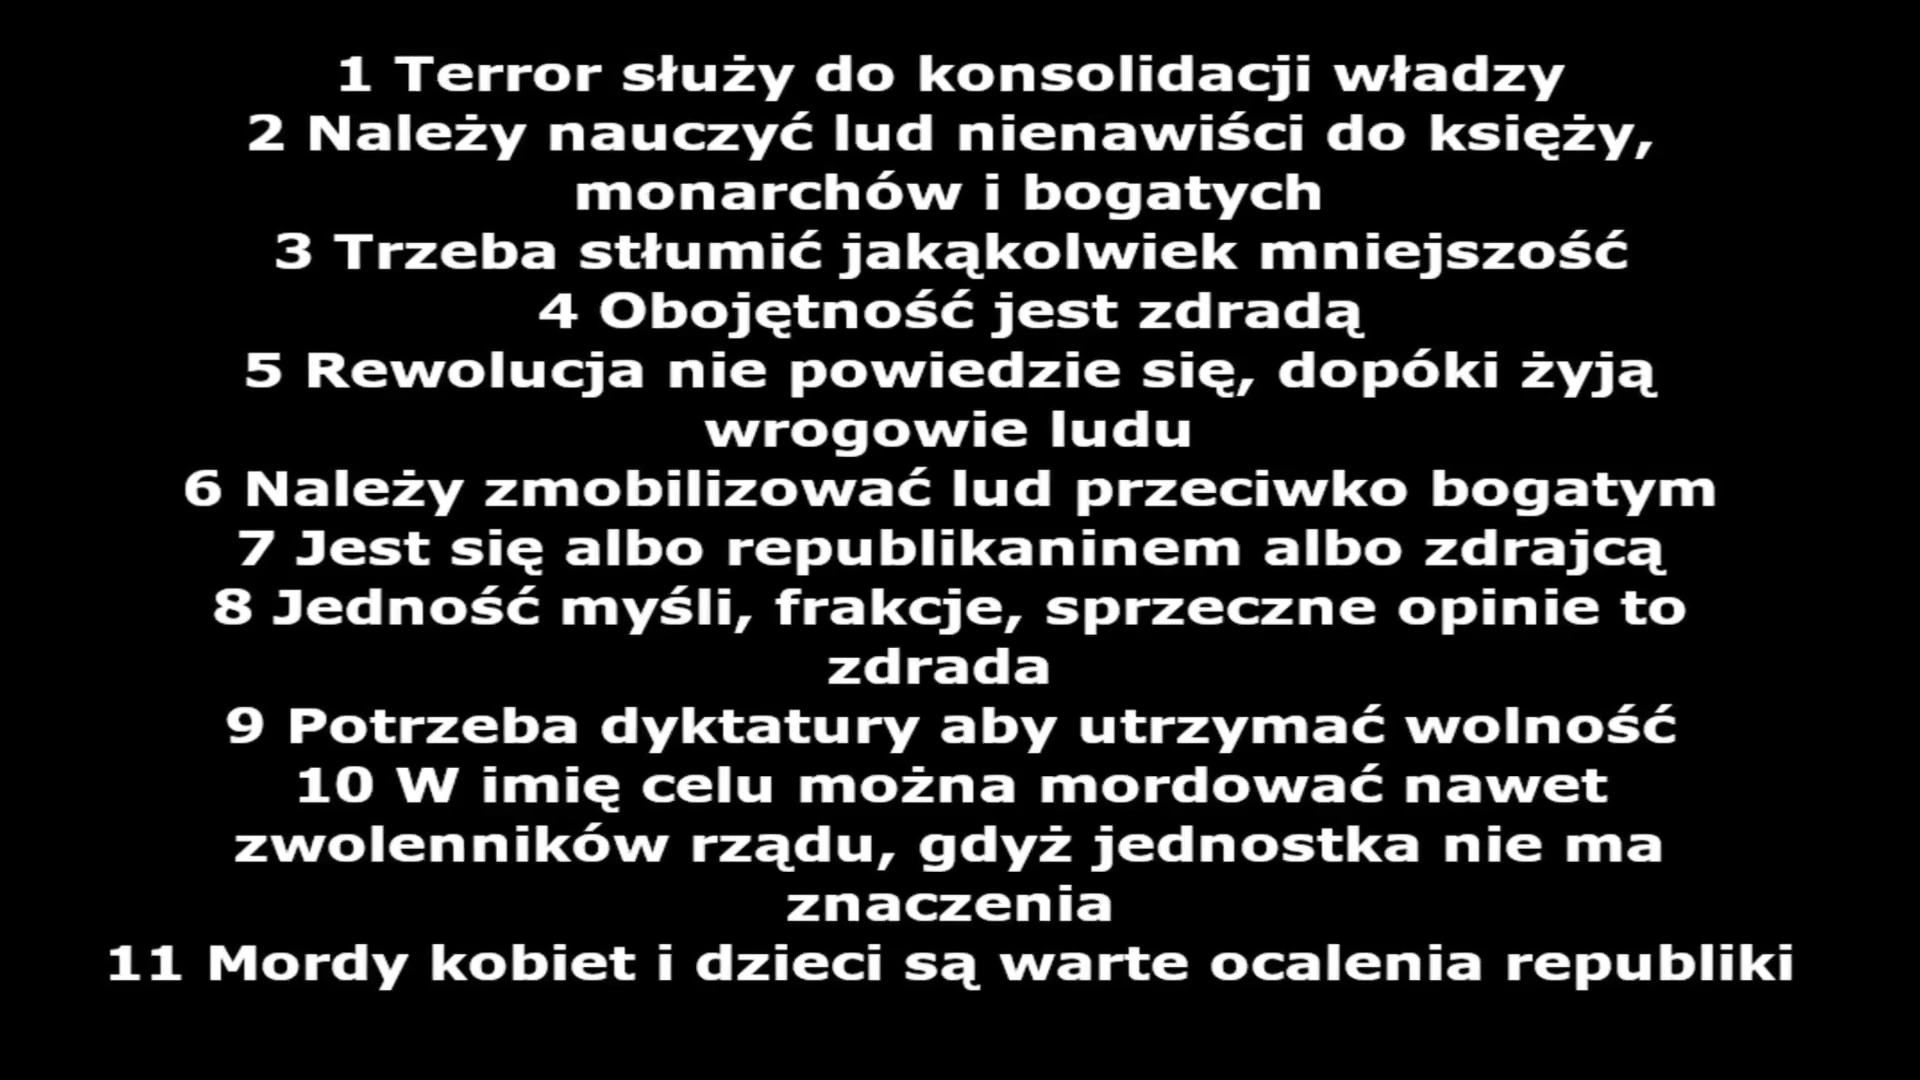 1 Terror służy do konsolidacji władzy
2 Należy nauczyć lud nienawiści do księży,
monarchów i bogatych
3 Trzeba stłumić jakąkolwiek mniejszość
4 Obojętność jest zdradą
5 Rewolucja nie powiedzie się, dopóki żyją
wrogowie ludu
6 Należy zmobilizować lud przeciwko bogatym
7 Jest się albo republikaninem albo zdrajcą
8 Jedność myśli, frakcje, sprzeczne opinie to
zdrada
9 Potrzeba dyktatury aby utrzymać wolność
10 W imię celu można mordować nawet
zwolenników rządu, gdyż jednostka nie ma
znaczenia
11 Mordy kobiet i dzieci są warte ocalenia republiki